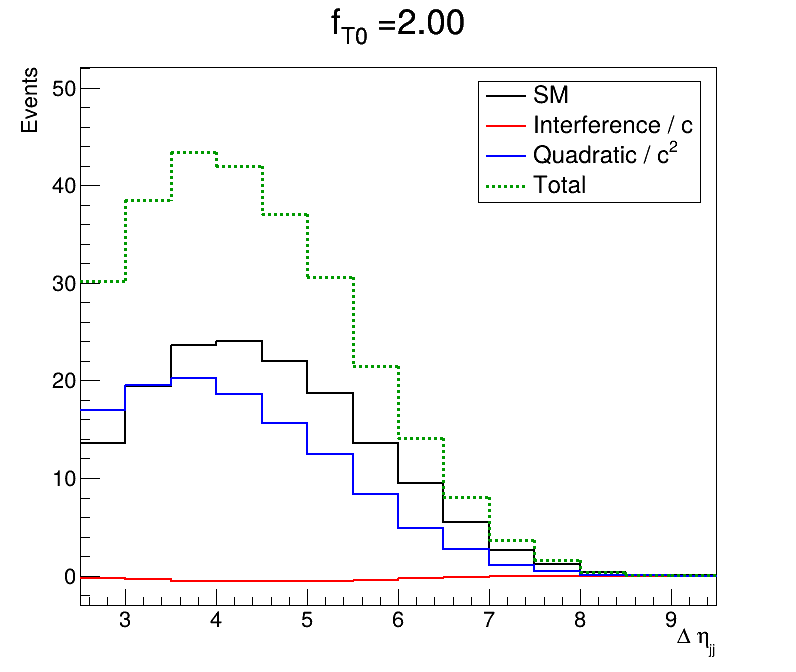 f_T0 =2.00
Events
50
40
30
20
10
0
SM
Interference / c
Quadratic / c²
Total
3 4 5 6 7 8 9
Δ η_jj